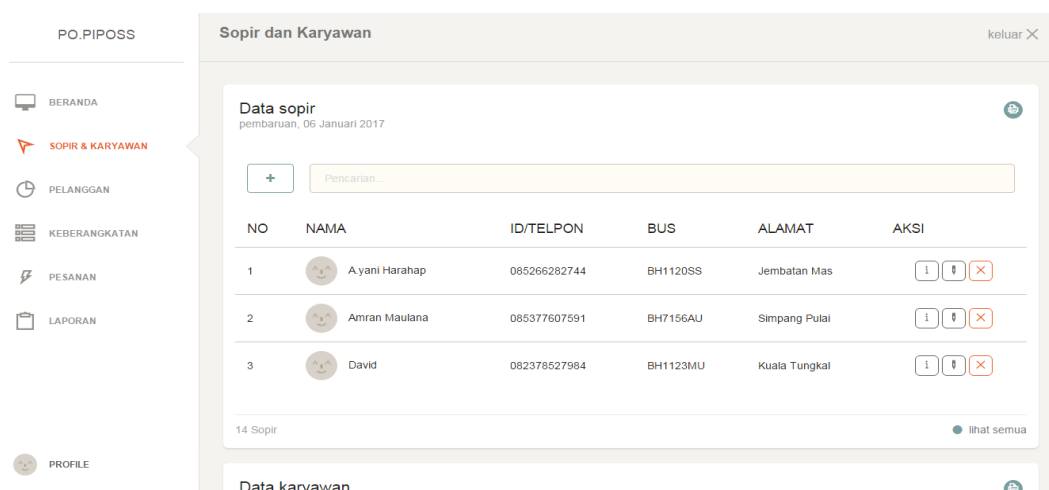 PO.PIPOSS
BERANDA
SOPIR & KARYAWAN
PELANGGAN
KEBERANGKATAN
PESANAN
LAPORAN
PROFILE
Sopir dan Karyawan keluar
Data sopir
pembaruan, 06 Januari 2017
+ Pencarian...
NO NAMA ID/TELPON BUS ALAMAT AKSI
1 A.yani Harahap 085266282744 BH1120SS Jembatan Mas i
2 Amran Maulana 085377607591 BH7156AU Simpang Pulai i
3 David 082378527984 BH1123MU Kuala Tungkal i
14 Sopir lihat semua
Data karyawan